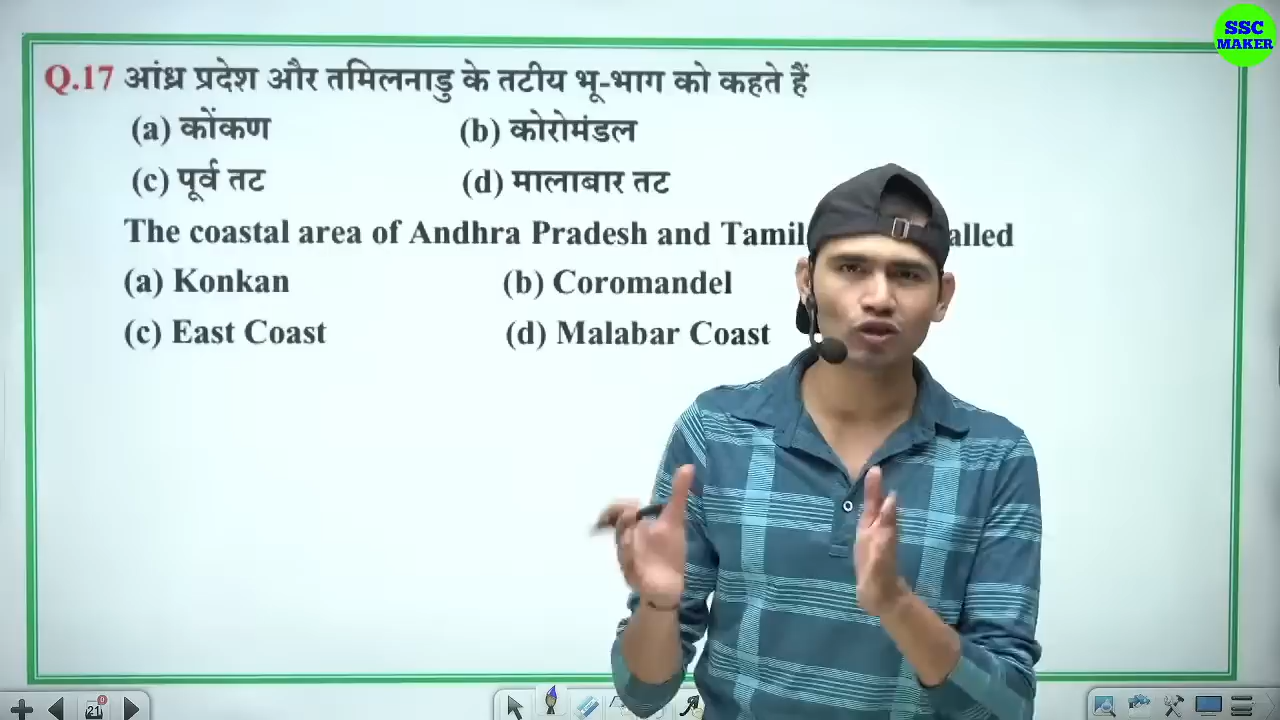 SSC
MAKER
Q.17 आंध्र प्रदेश और तमिलनाडु के तटीय भू-भाग को कहते हैं
(a) कोंकण (b) कोरोमंडल
(c) पूर्व तट (d) मालाबार तट
The coastal area of Andhra Pradesh and Tamil alled
(a) Konkan (b) Coromandel
(c) East Coast (d) Malabar Coast
21